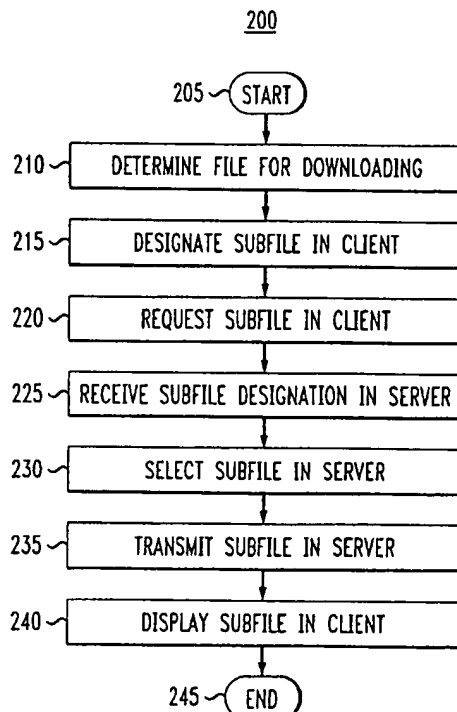 200
205 START
210 DETERMINE FILE FOR DOWNLOADING
215 DESIGNATE SUBFILE IN CLIENT
220 REQUEST SUBFILE IN CLIENT
225 RECEIVE SUBFILE DESIGNATION IN SERVER
230 SELECT SUBFILE IN SERVER
235 TRANSMIT SUBFILE IN SERVER
240 DISPLAY SUBFILE IN CLIENT
245 END